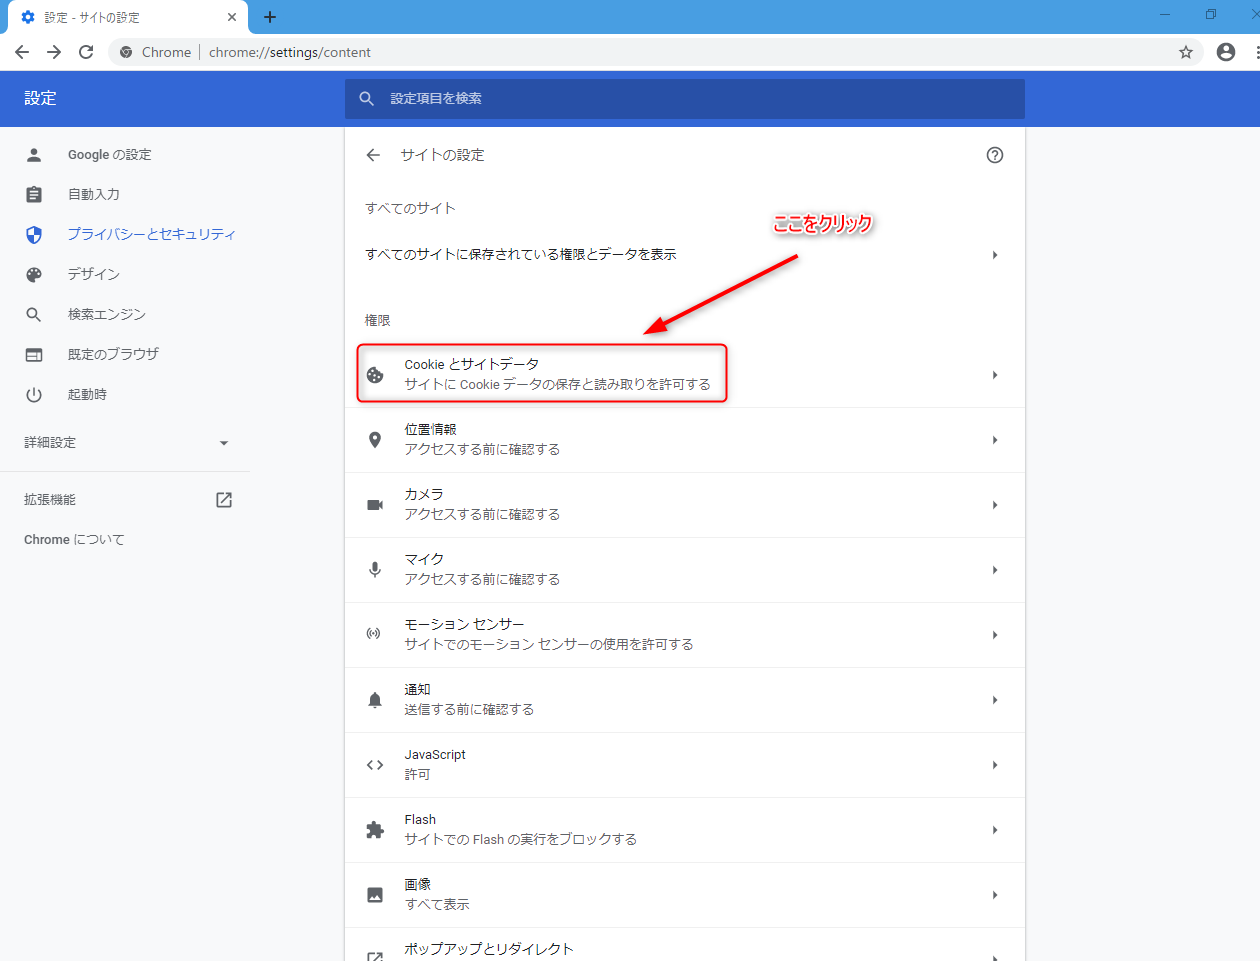 設定 - サイトの設定
Chrome chrome://settings/content
設定
設定項目を検索
Google の設定
自動入力
プライバシーとセキュリティ
デザイン
検索エンジン
既定のブラウザ
起動時
詳細設定
拡張機能
Chrome について
サイトの設定
すべてのサイト
ここをクリック
すべてのサイトに保存されている権限とデータを表示
権限
Cookie とサイトデータ
サイトに Cookie データの保存と読み取りを許可する
位置情報
アクセスする前に確認する
カメラ
アクセスする前に確認する
マイク
アクセスする前に確認する
モーション センサー
サイトでのモーション センサーの使用を許可する
通知
送信する前に確認する
JavaScript
許可
Flash
サイトでの Flash の実行をブロックする
画像
すべて表示
ポップアップとリダイレクト